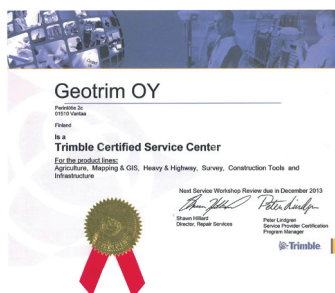 Geotrim OY
Perintötie 2c
01510 Vantaa
Finland
Is a
Trimble Certified Service Center
For the product lines:
Agriculture, Mapping & GIS, Heavy & Highway, Survey, Construction Tools and
Infrastructure
Next Service Workshop Review due in December 2013
Shawn Hilliard
Director, Repair Services
Peter Lindgren
Service Provider Certification
Program Manager
Trimble